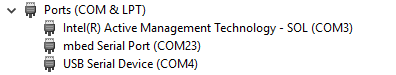 Ports (COM & LPT)
Intel(R) Active Management Technology - SOL (COM3)
mbed Serial Port (COM23)
USB Serial Device (COM4)